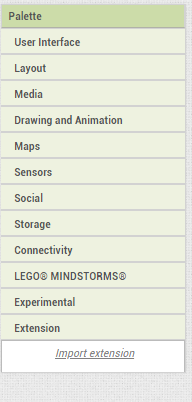 Palette
User Interface
Layout
Media
Drawing and Animation
Maps
Sensors
Social
Storage
Connectivity
LEGO® MINDSTORMS®
Experimental
Extension
Import extension